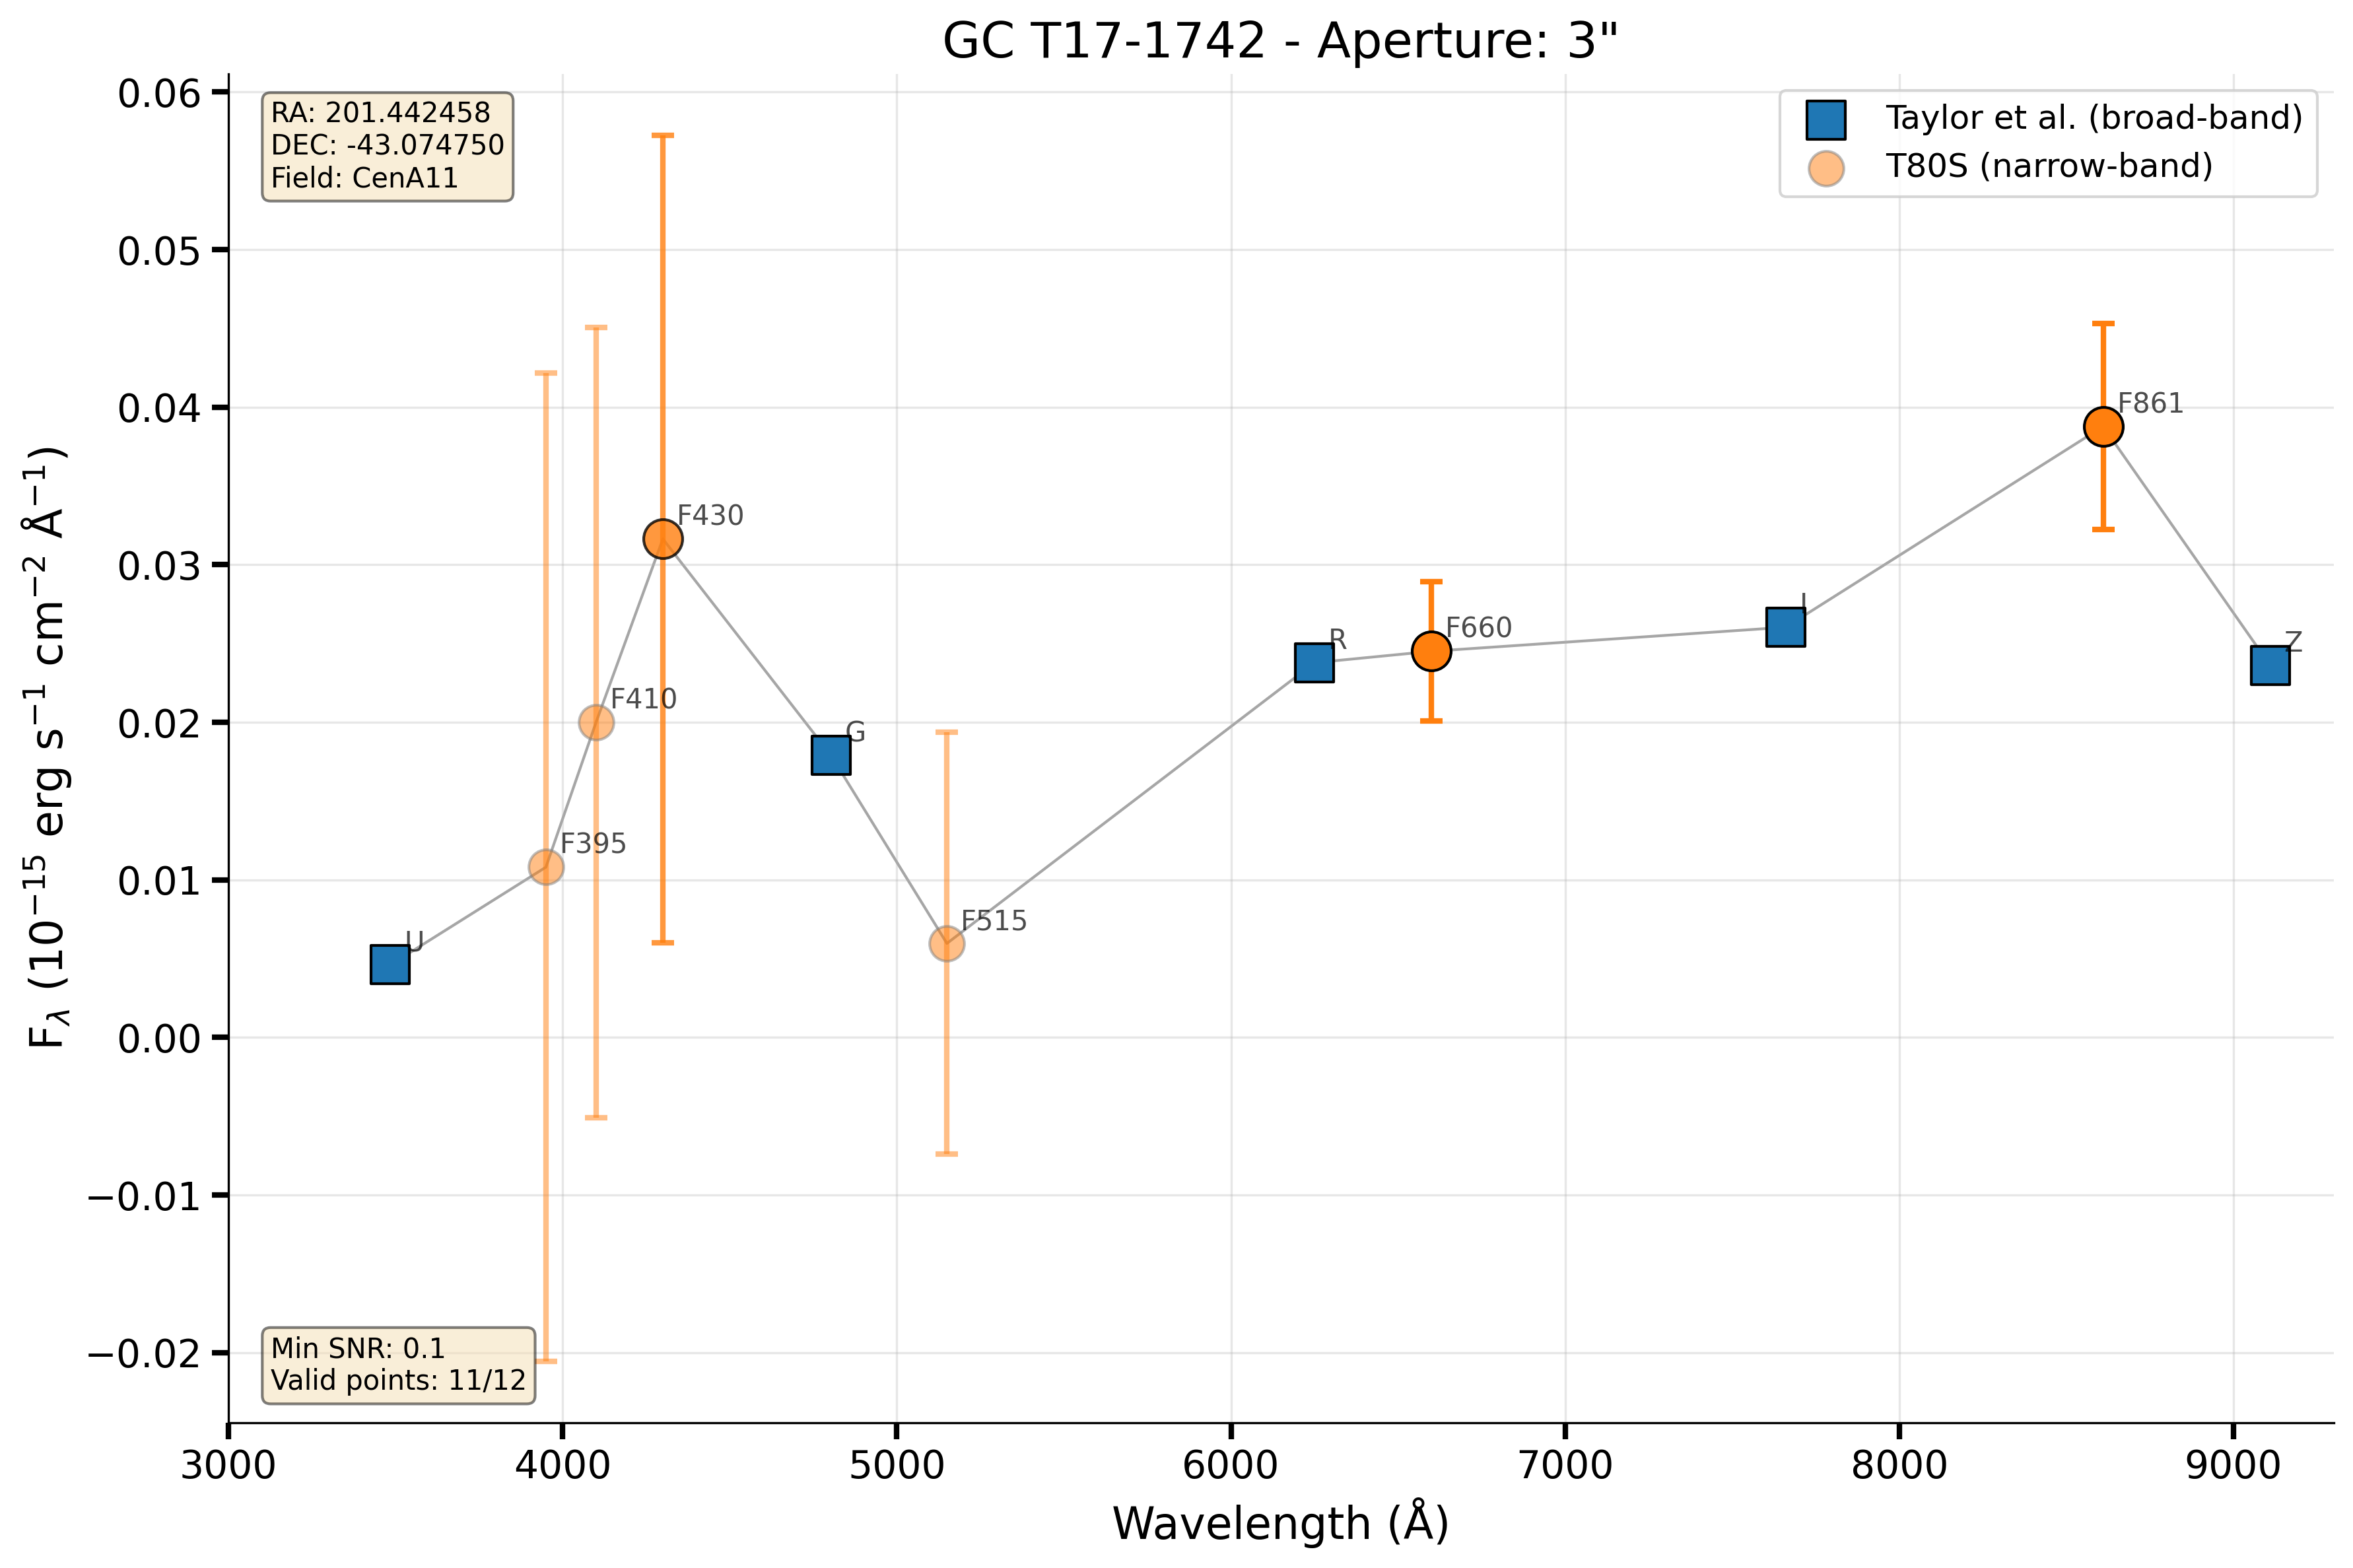 GC T17-1742 - Aperture: 3"
RA: 201.442458
DEC: -43.074750
Field: CenA11
Taylor et al. (broad-band)
T80S (narrow-band)
F$_{\lambda}$ (10$^{-15}$ erg s$^{-1}$ cm$^{-2}$ Å$^{-1}$)
0.06
0.05
0.04
0.03
0.02
0.01
0.00
−0.01
−0.02
U
F395
F410
F430
G
F515
R
F660
I
F861
Z
Min SNR: 0.1
Valid points: 11/12
3000 4000 5000 6000 7000 8000 9000
Wavelength (Å)